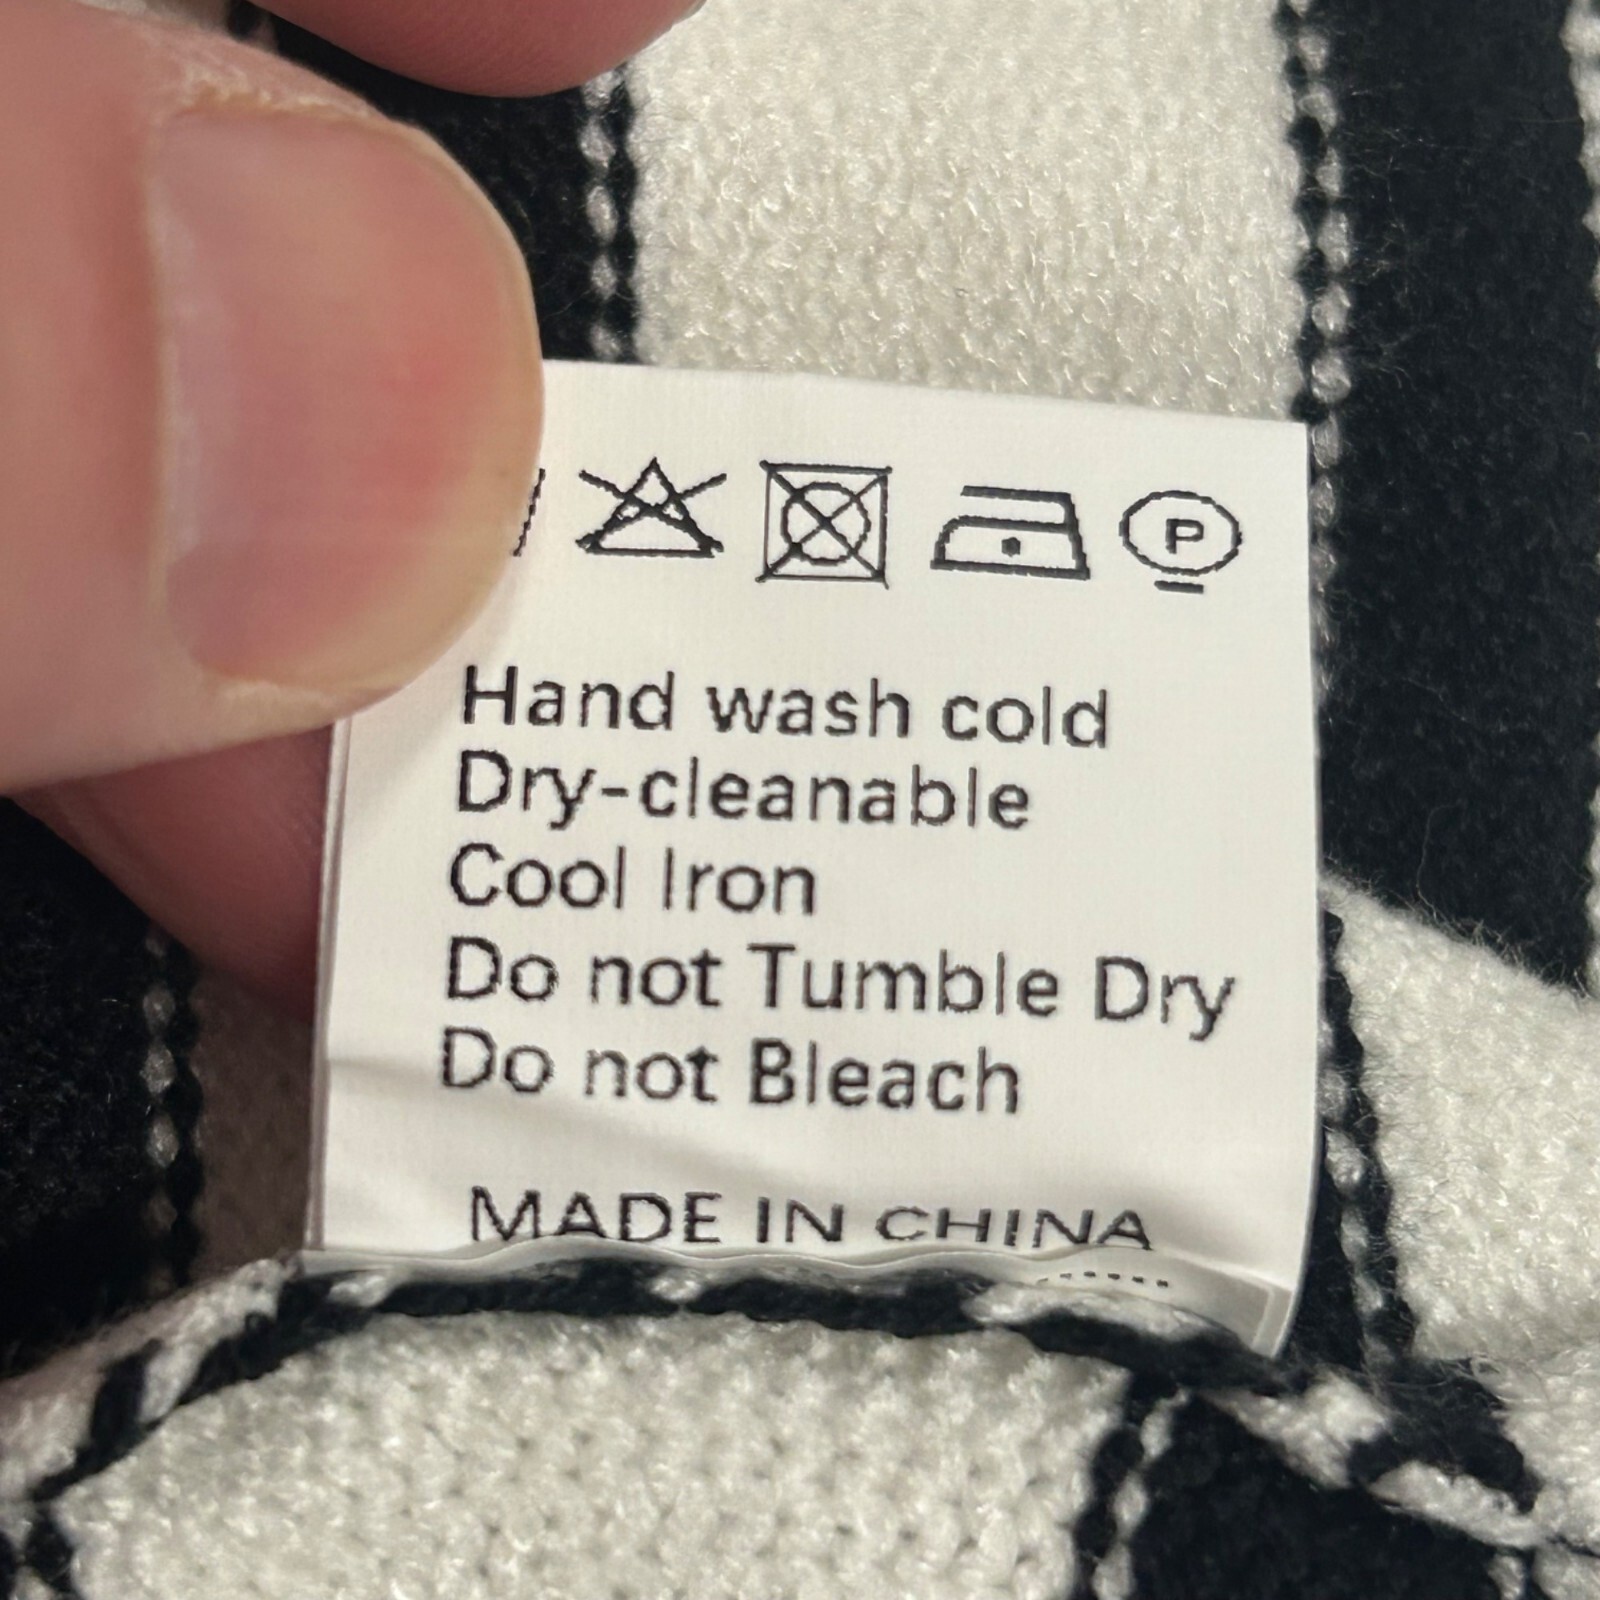 P
Hand wash cold
Dry-cleanable
Cool Iron
Do not Tumble Dry
Do not Bleach
MADE IN CHINA